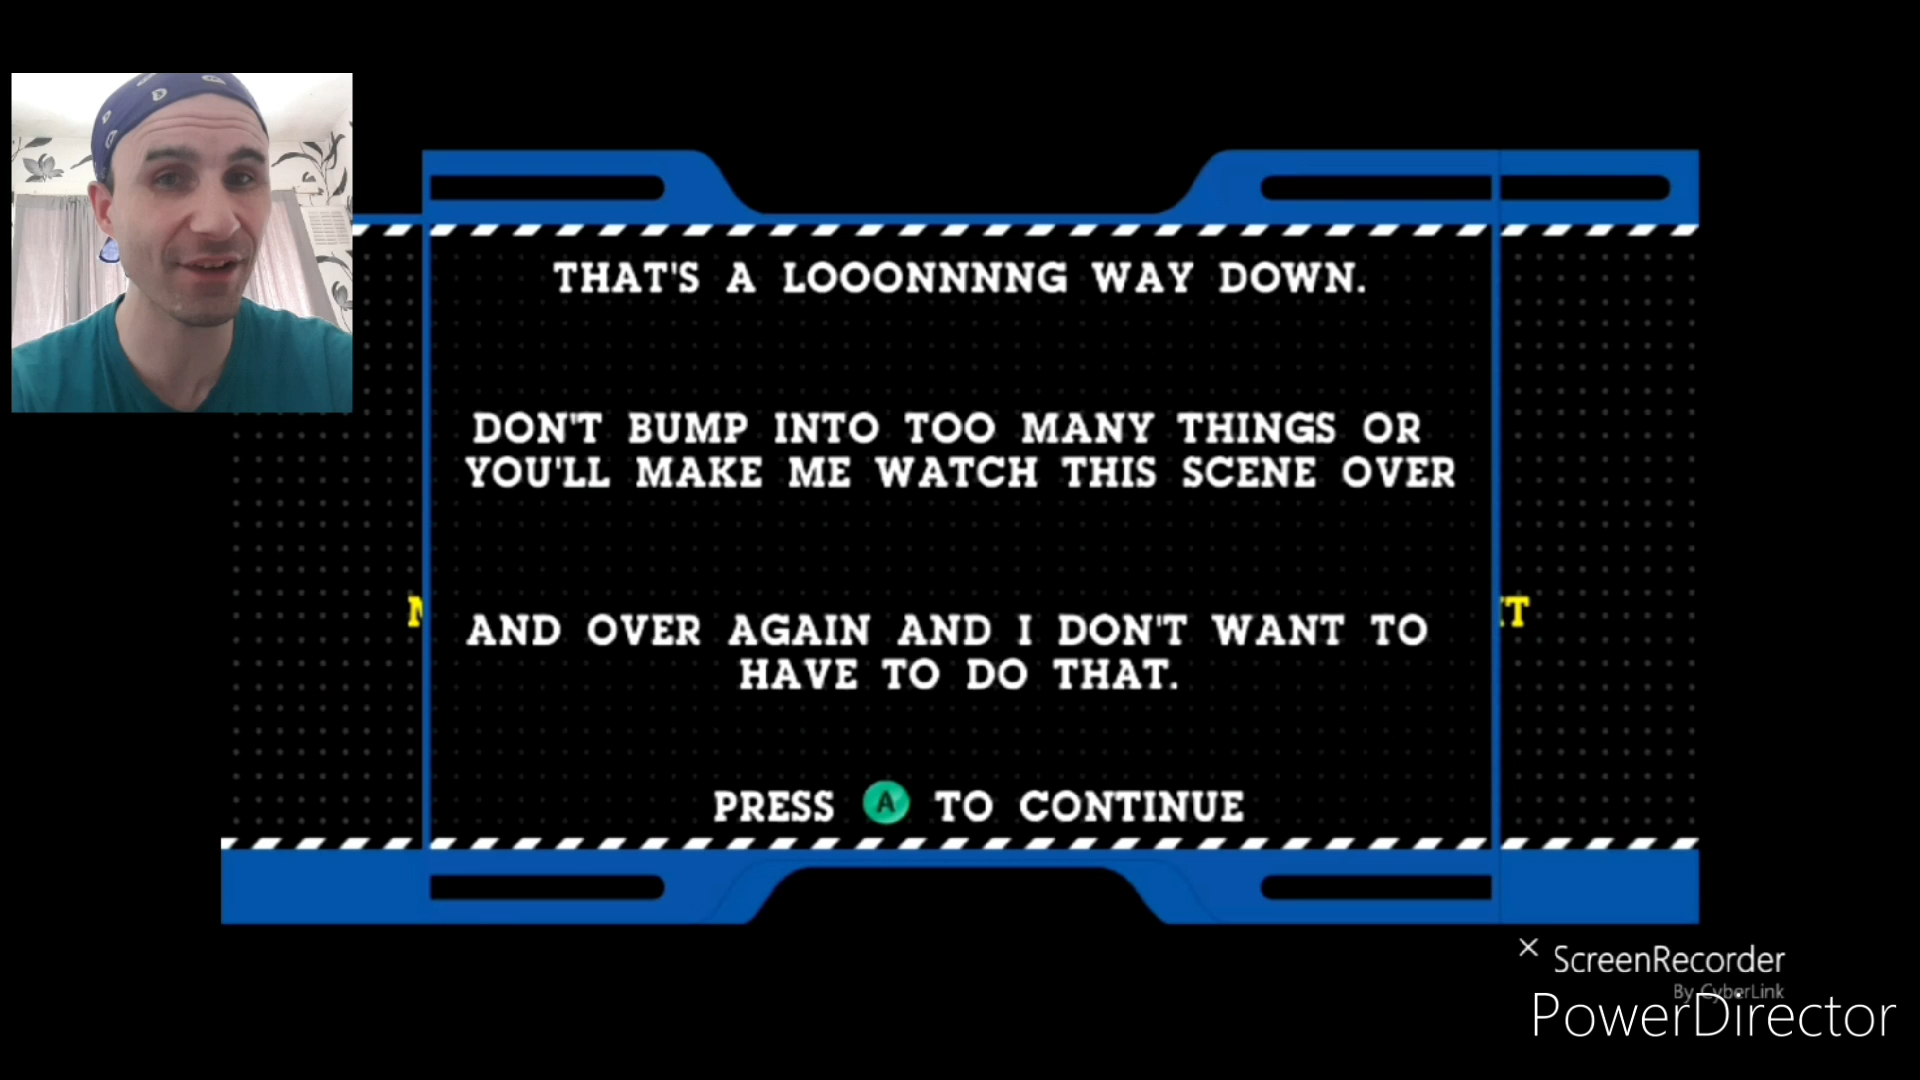 THAT'S A LOOONNNNG WAY DOWN.
DON'T BUMP INTO TOO MANY THINGS OR
YOU'LL MAKE ME WATCH THIS SCENE OVER
AND OVER AGAIN AND I DON'T WANT TO
HAVE TO DO THAT.
PRESS A TO CONTINUE
ScreenRecorder
By CyberLink
PowerDirector